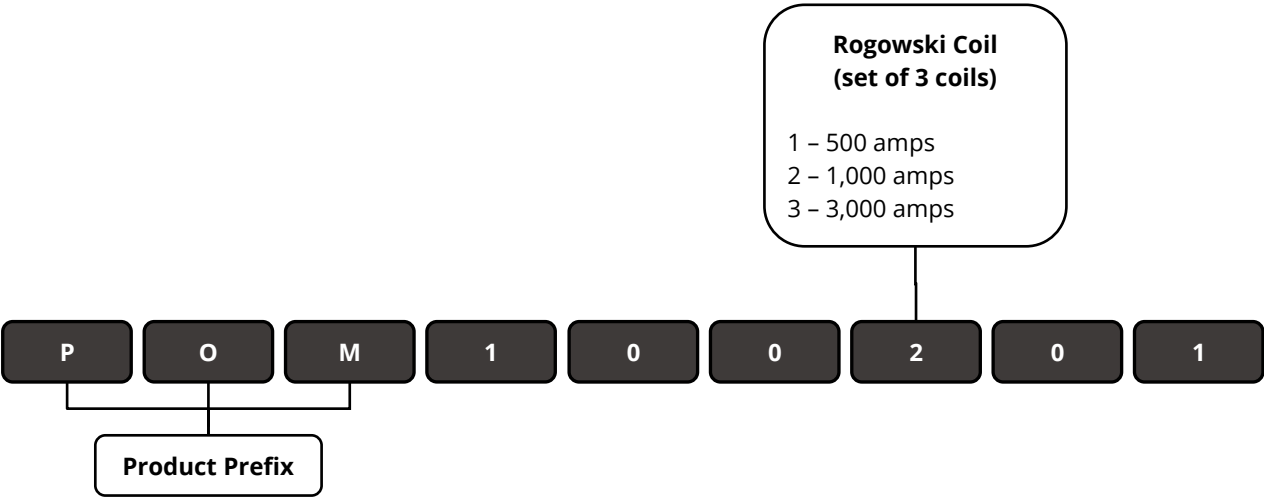 Rogowski Coil
(set of 3 coils)
1 – 500 amps
2 – 1,000 amps
3 – 3,000 amps
P O M 1 0 0 2 0 1
Product Prefix